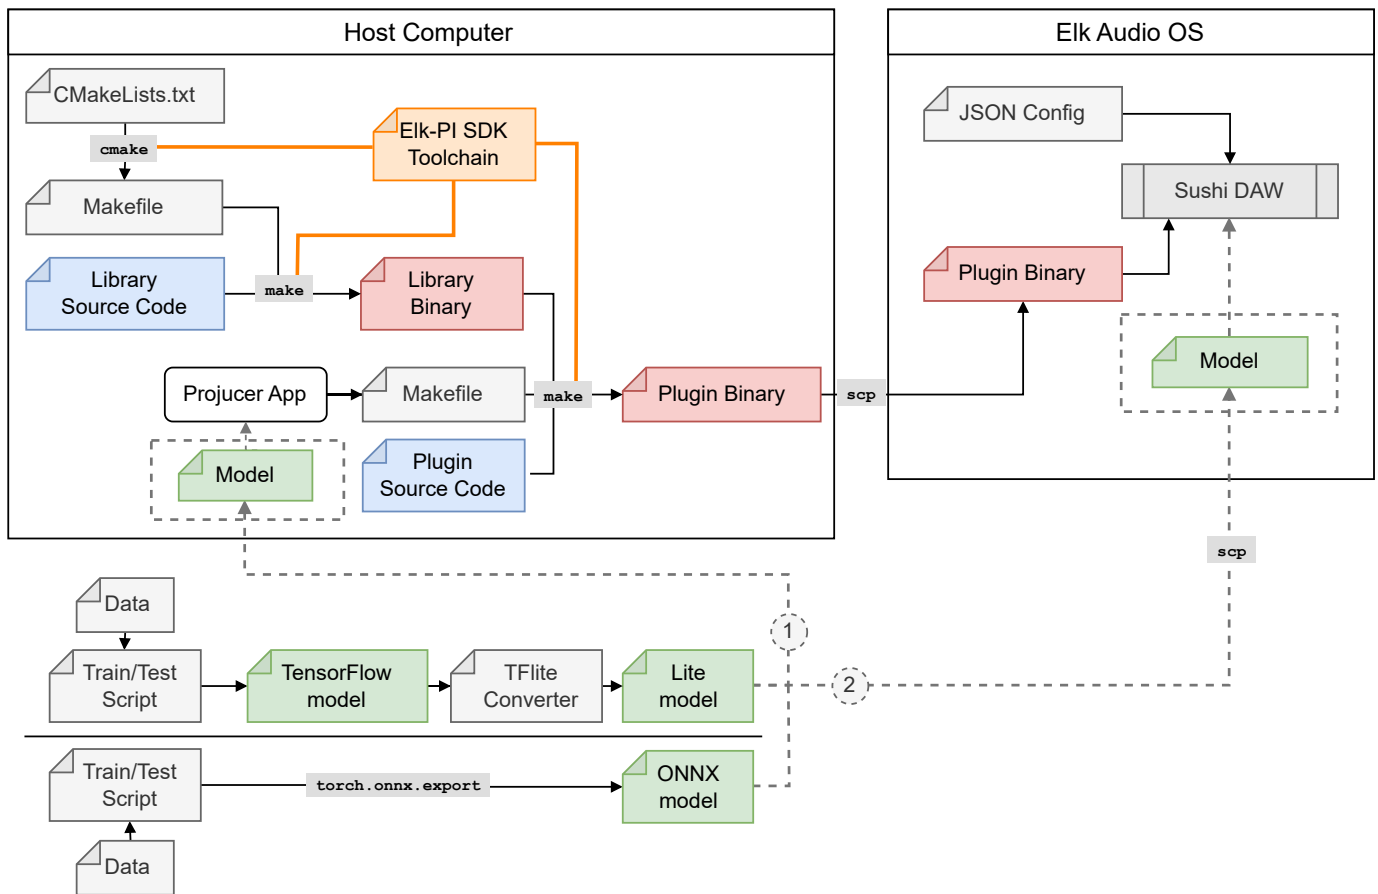 Host Computer
CMakeLists.txt
cmake
Elk-PI SDK
Toolchain
Makefile
Library
Source Code
make
Library
Binary
Projucer App
Makefile
make
Plugin Binary
Model
Plugin
Source Code
scp
Elk Audio OS
JSON Config
Sushi DAW
Plugin Binary
Model
scp
Data
1
Train/Test
Script
TensorFlow
model
TFlite
Converter
Lite
model
2
Train/Test
Script
torch.onnx.export
ONNX
model
Data